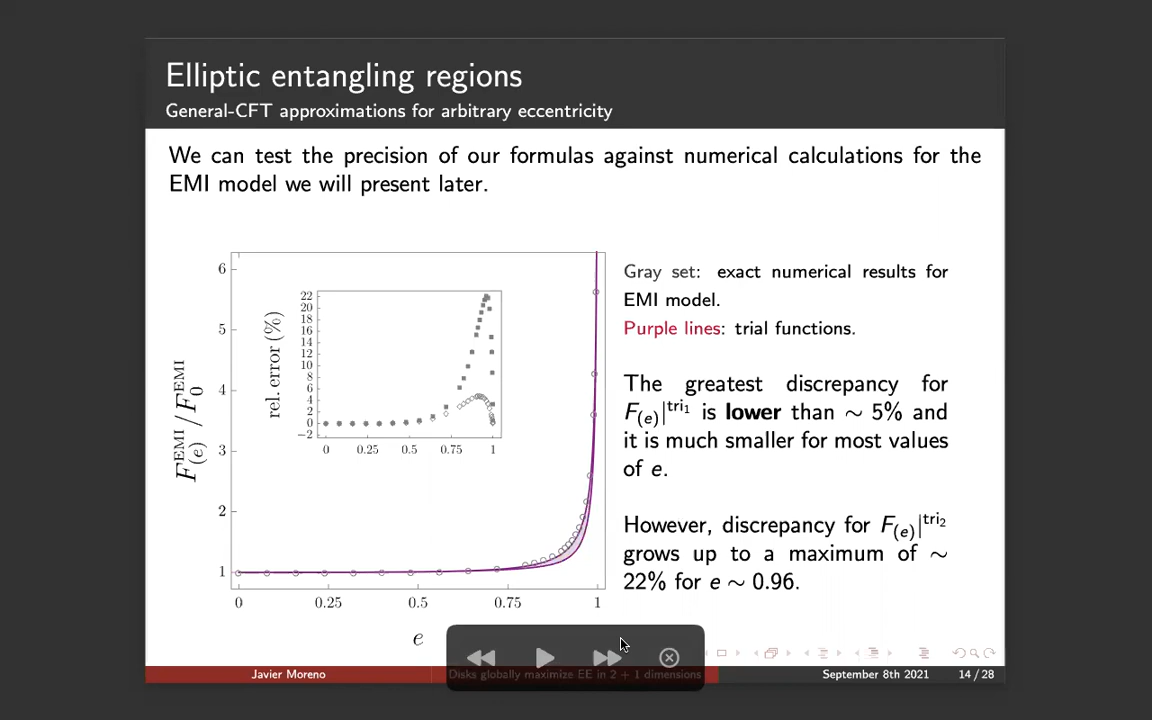 Elliptic entangling regions
General-CFT approximations for arbitrary eccentricity
We can test the precision of our formulas against numerical calculations for the
EMI model we will present later.
6
5
4
3
2
1
0 0.25 0.5 0.75 1
e
F(e)^EMI / F0^EMI
22
20
18
16
14
12
10
8
6
4
2
0
−2
0 0.25 0.5 0.75 1
rel. error (%)
Gray set: exact numerical results for
EMI model.
Purple lines: trial functions.
The greatest discrepancy for
F(e)|^tri1 is lower than ∼ 5% and
it is much smaller for most values
of e.
However, discrepancy for F(e)|^tri2
grows up to a maximum of ∼
22% for e ∼ 0.96.
Javier Moreno Disks globally maximize EE in 2 + 1 dimensions September 8th 2021 14 / 28